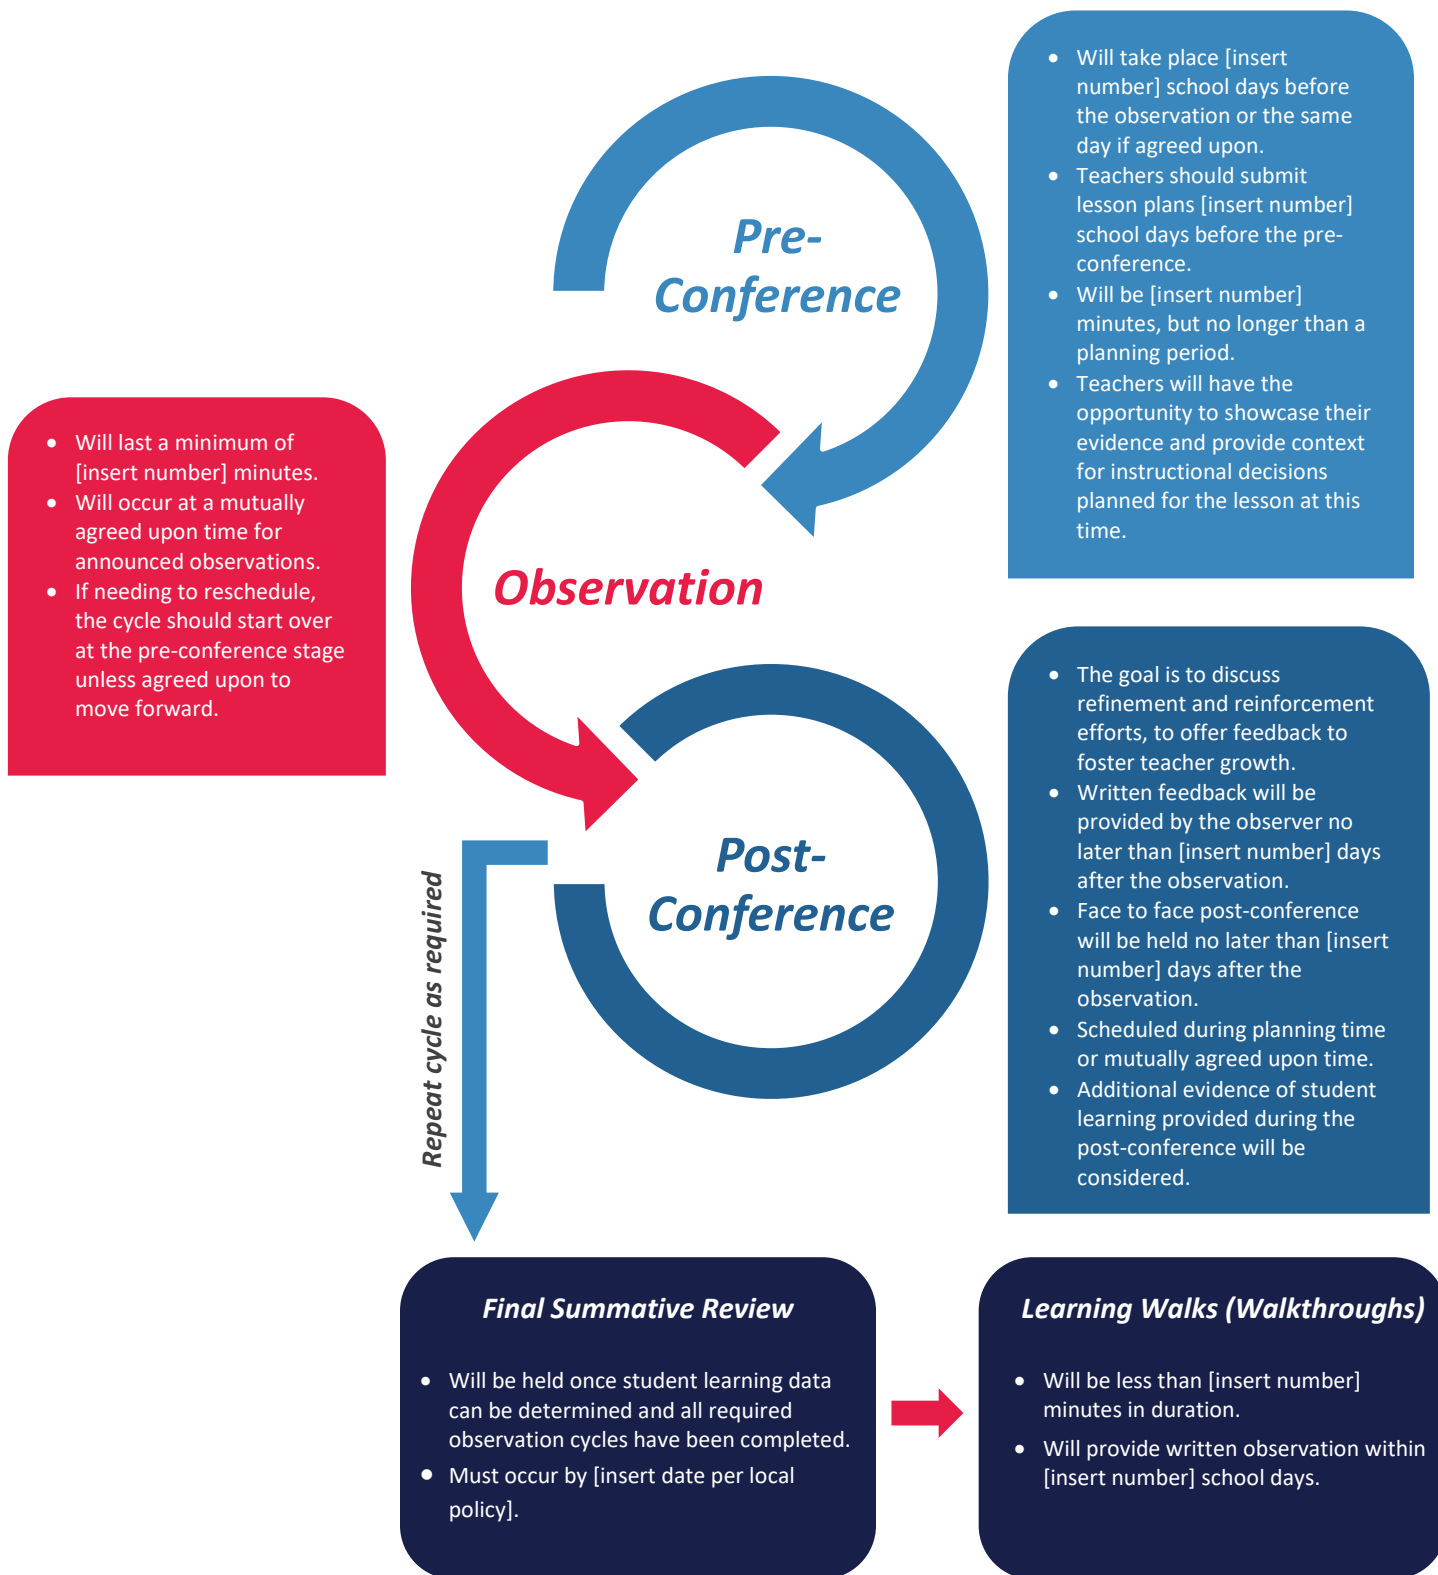 Pre-
Conference
• Will take place [insert
number] school days before
the observation or the same
day if agreed upon.
• Teachers should submit
lesson plans [insert number]
school days before the pre-
conference.
• Will be [insert number]
minutes, but no longer than a
planning period.
• Teachers will have the
opportunity to showcase their
evidence and provide context
for instructional decisions
planned for the lesson at this
time.
Observation
• Will last a minimum of
[insert number] minutes.
• Will occur at a mutually
agreed upon time for
announced observations.
• If needing to reschedule,
the cycle should start over
at the pre-conference stage
unless agreed upon to
move forward.
Post-
Conference
• The goal is to discuss
refinement and reinforcement
efforts, to offer feedback to
foster teacher growth.
• Written feedback will be
provided by the observer no
later than [insert number] days
after the observation.
• Face to face post-conference
will be held no later than [insert
number] days after the
observation.
• Scheduled during planning time
or mutually agreed upon time.
• Additional evidence of student
learning provided during the
post-conference will be
considered.
Repeat cycle as required
Final Summative Review
• Will be held once student learning data
can be determined and all required
observation cycles have been completed.
• Must occur by [insert date per local
policy].
Learning Walks (Walkthroughs)
• Will be less than [insert number]
minutes in duration.
• Will provide written observation within
[insert number] school days.